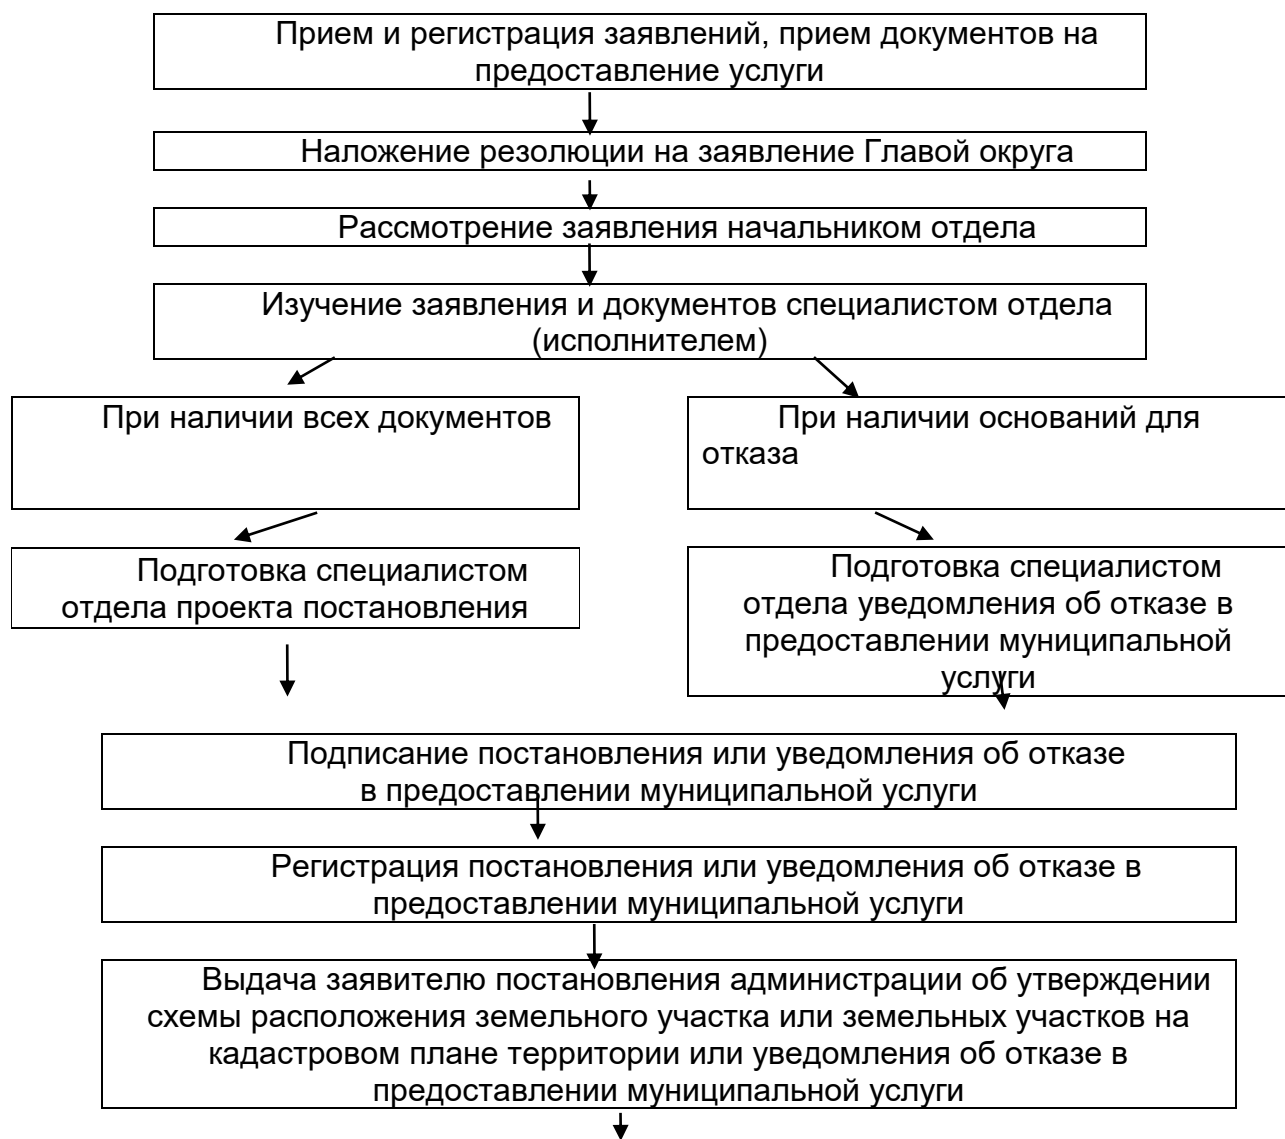 Прием и регистрация заявлений, прием документов на
предоставление услуги
Наложение резолюции на заявление Главой округа
Рассмотрение заявления начальником отдела
Изучение заявления и документов специалистом отдела
(исполнителем)
При наличии всех документов
При наличии оснований для
отказа
Подготовка специалистом
отдела проекта постановления
Подготовка специалистом
отдела уведомления об отказе в
предоставлении муниципальной
услуги
Подписание постановления или уведомления об отказе
в предоставлении муниципальной услуги
Регистрация постановления или уведомления об отказе в
предоставлении муниципальной услуги
Выдача заявителю постановления администрации об утверждении
схемы расположения земельного участка или земельных участков на
кадастровом плане территории или уведомления об отказе в
предоставлении муниципальной услуги